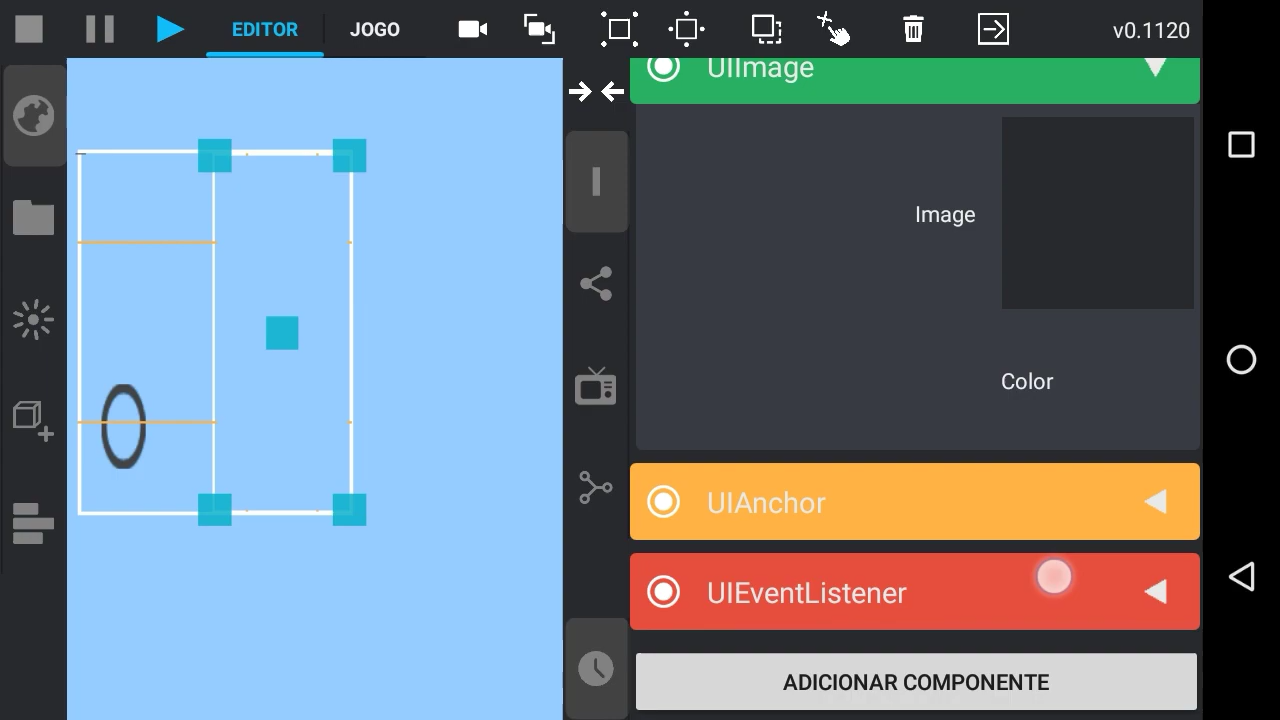 EDITOR
JOGO
v0.1120
UIImage
Image
Color
UIAnchor
UIEventListener
ADICIONAR COMPONENTE